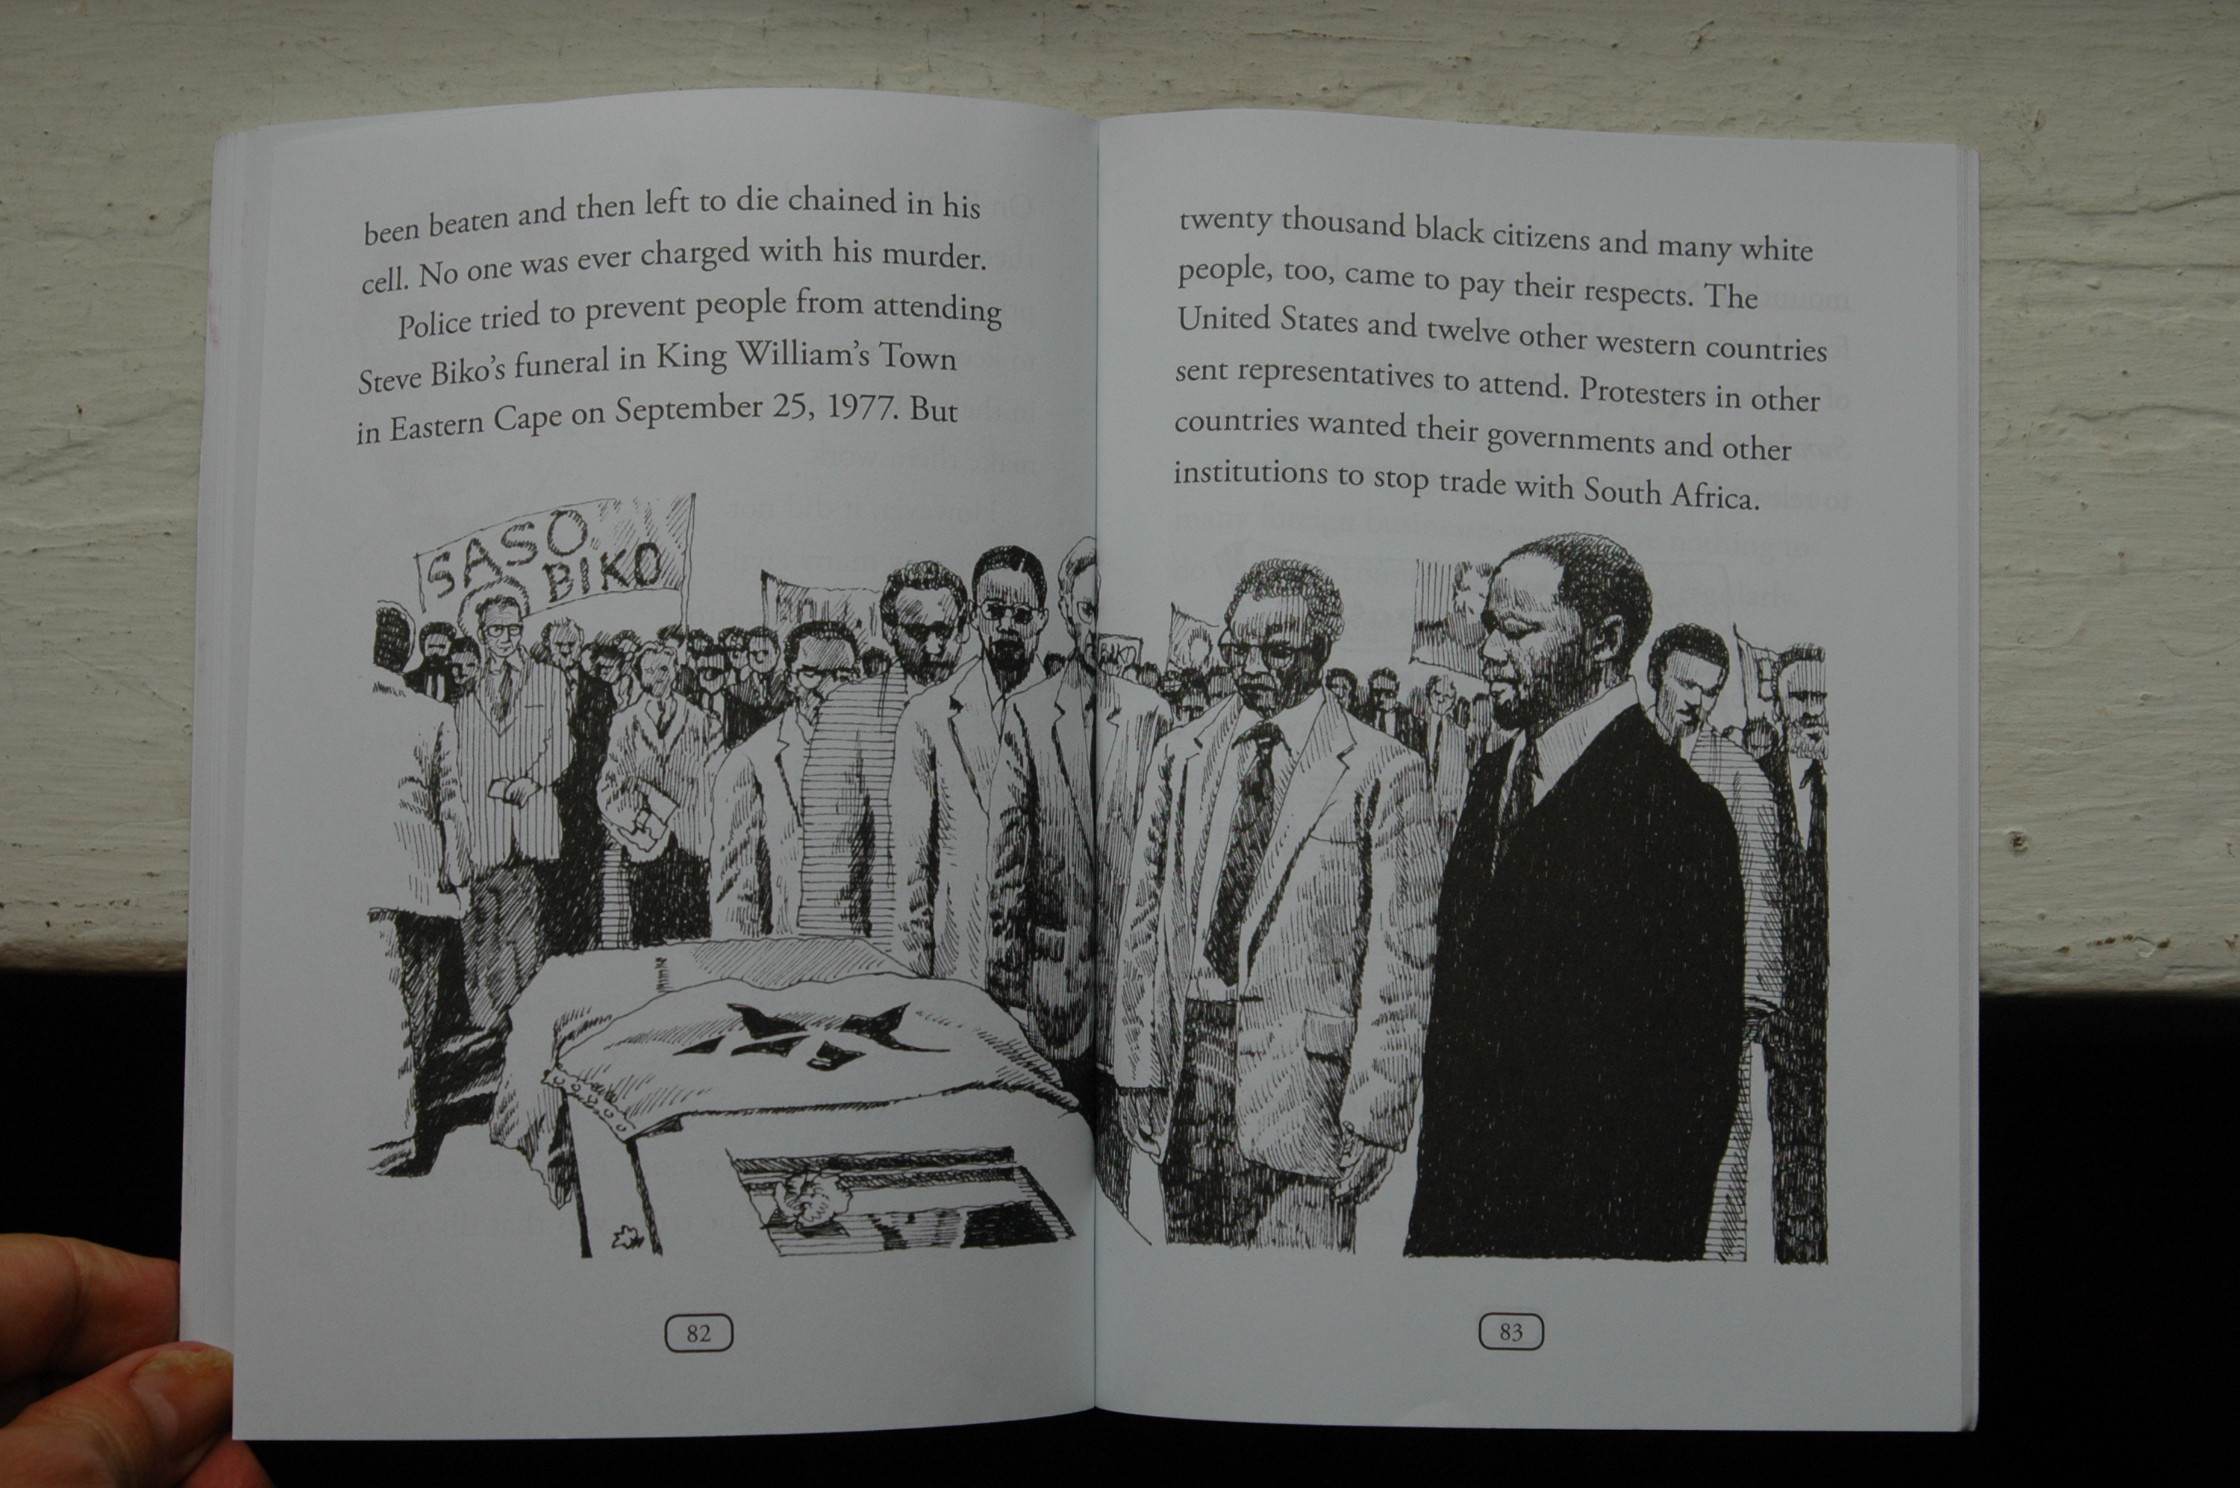 been beaten and then left to die chained in his
cell. No one was ever charged with his murder.
Police tried to prevent people from attending
Steve Biko's funeral in King William's Town
in Eastern Cape on September 25, 1977. But
SASO
BIKO
82
twenty thousand black citizens and many white
people, too, came to pay their respects. The
United States and twelve other western countries
sent representatives to attend. Protesters in other
countries wanted their governments and other
institutions to stop trade with South Africa.
BIKO
83